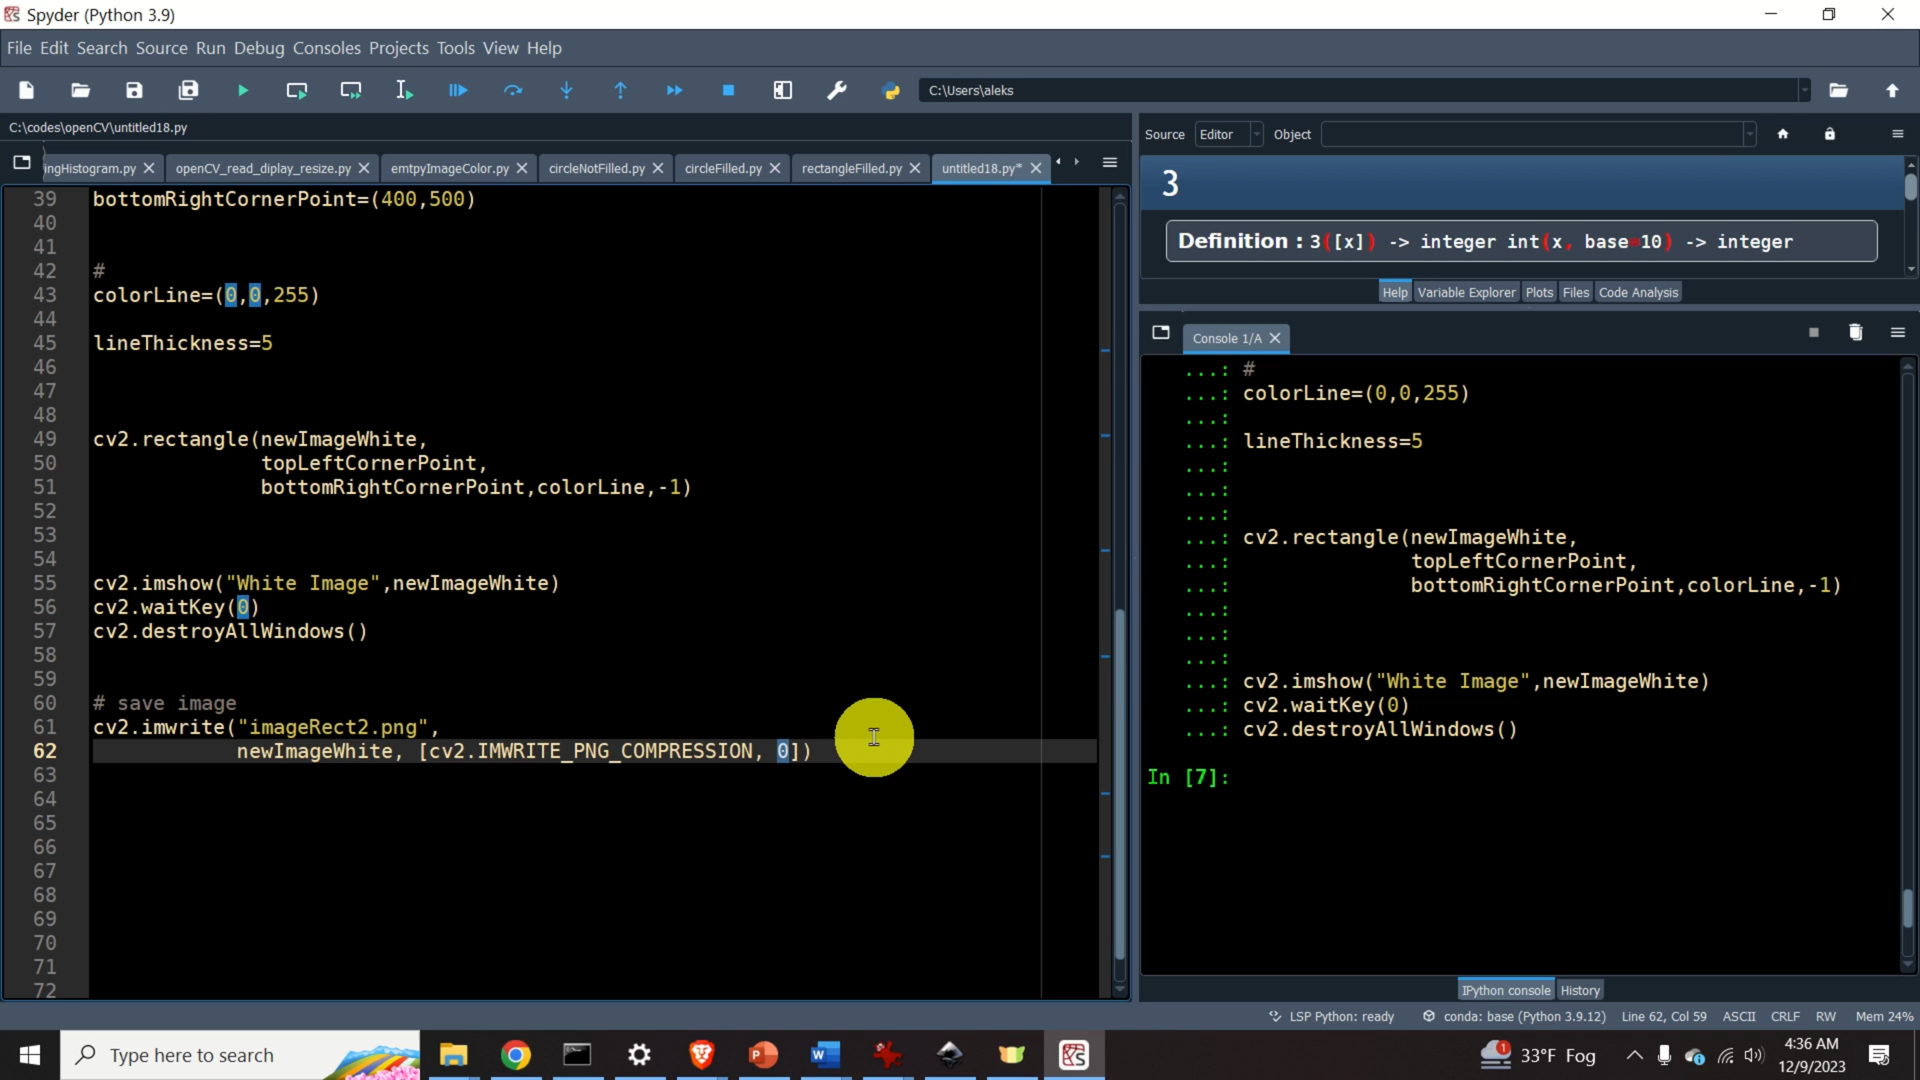 Spyder (Python 3.9)
File Edit Search Source Run Debug Consoles Projects Tools View Help
C:\Users\aleks
C:\codes\openCV\untitled18.py
ingHistogram.py
openCV_read_diplay_resize.py
emtpyImageColor.py
circleNotFilled.py
circleFilled.py
rectangleFilled.py
untitled18.py*
39 bottomRightCornerPoint=(400,500)
40
41
42 #
43 colorLine=(0,0,255)
44
45 lineThickness=5
46
47
48
49 cv2.rectangle(newImageWhite,
50 topLeftCornerPoint,
51 bottomRightCornerPoint,colorLine,-1)
52
53
54
55 cv2.imshow("White Image",newImageWhite)
56 cv2.waitKey(0)
57 cv2.destroyAllWindows()
58
59
60 # save image
61 cv2.imwrite("imageRect2.png",
62 newImageWhite, [cv2.IMWRITE_PNG_COMPRESSION, 0])
63
64
65
66
67
68
69
70
71
72
Source Editor Object
3
Definition : 3([x]) -> integer int(x, base=10) -> integer
Help Variable Explorer Plots Files Code Analysis
Console 1/A
...: #
...: colorLine=(0,0,255)
...:
...: lineThickness=5
...:
...:
...:
...: cv2.rectangle(newImageWhite,
...: topLeftCornerPoint,
...: bottomRightCornerPoint,colorLine,-1)
...:
...:
...:
...: cv2.imshow("White Image",newImageWhite)
...: cv2.waitKey(0)
...: cv2.destroyAllWindows()
In [7]:
IPython console History
LSP Python: ready conda: base (Python 3.9.12) Line 62, Col 59 ASCII CRLF RW Mem 24%
Type here to search
1
33°F Fog
4:36 AM
12/9/2023